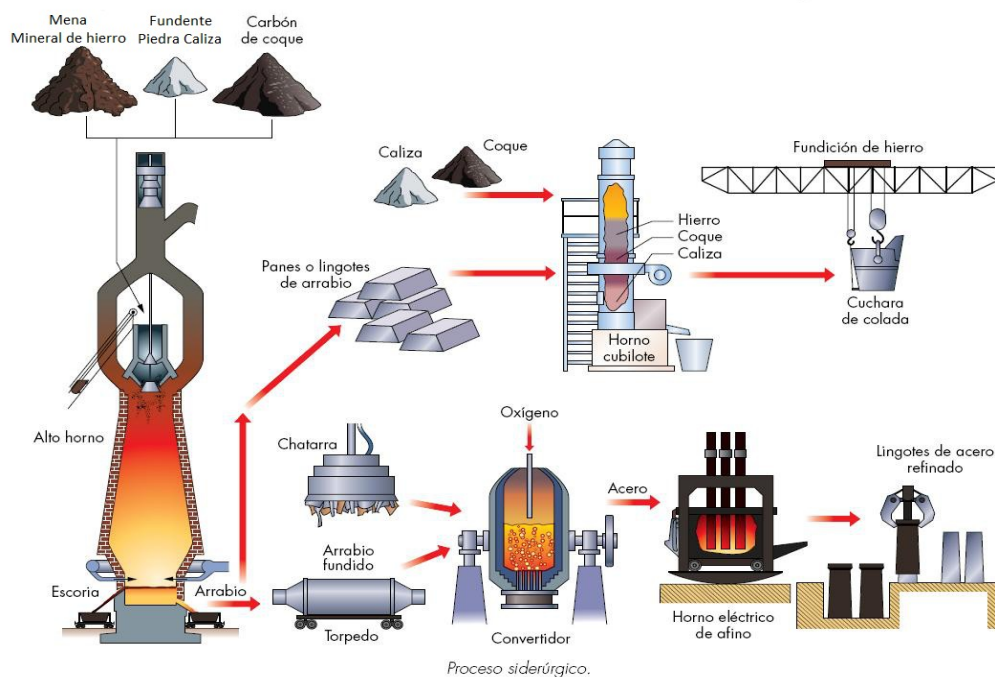 Mena
Mineral de hierro
Fundente
Piedra Caliza
Carbón
de coque
Caliza
Coque
Fundición de hierro
Hierro
Coque
Caliza
Panes o lingotes
de arrabio
Horno
cubilote
Cuchara
de colada
Alto horno
Chatarra
Oxígeno
Acero
Lingotes de acero
refinado
Arrabio
fundido
Escoria
Arrabio
Torpedo
Convertidor
Horno eléctrico
de afino
Proceso siderúrgico.